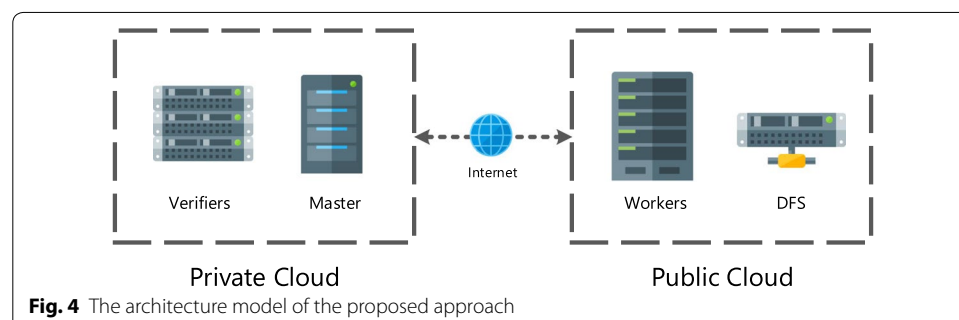 Verifiers
Master
Internet
Workers
DFS
Private Cloud
Public Cloud
Fig. 4 The architecture model of the proposed approach